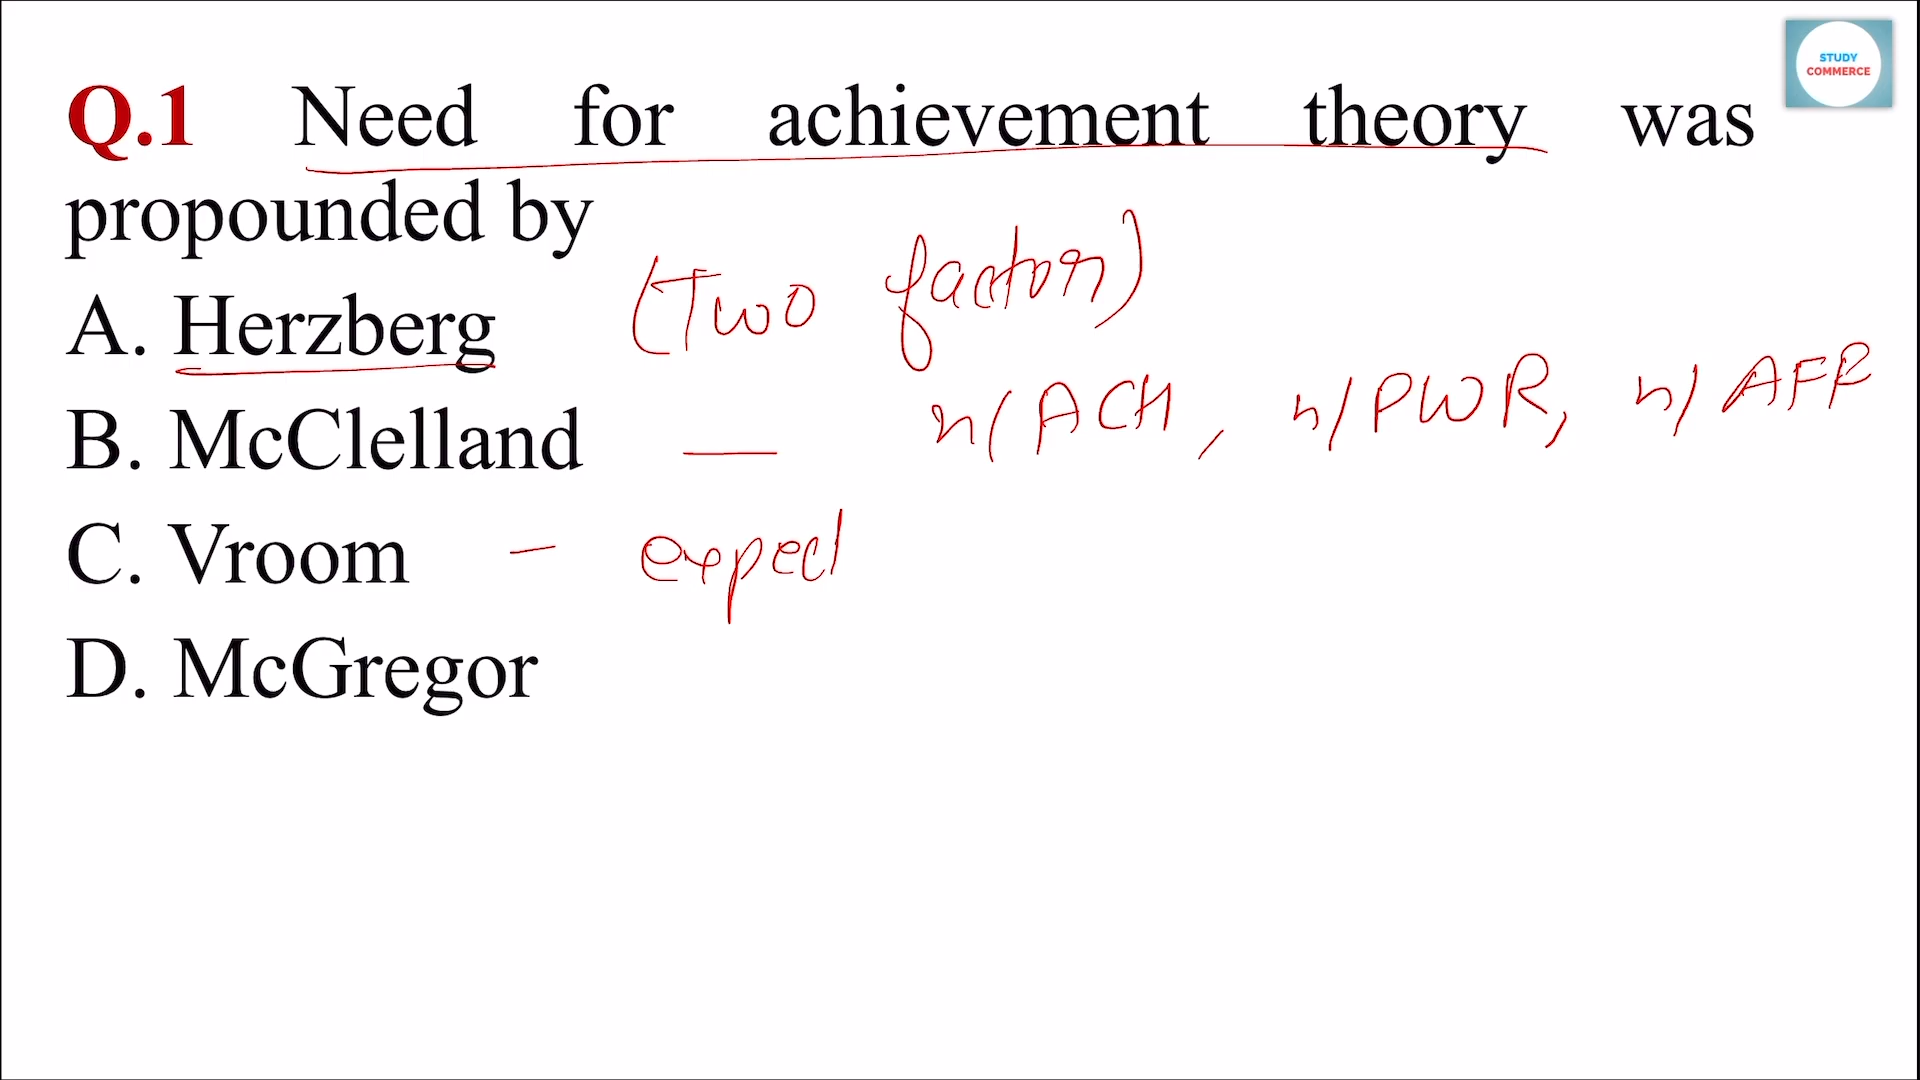 STUDY
COMMERCE
Q.1 Need for achievement theory was
propounded by
A. Herzberg (Two factor)
B. McClelland — n/ACH, n/PWR, n/AFF
C. Vroom - expect
D. McGregor